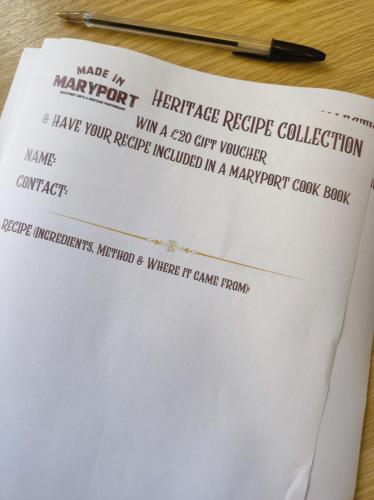 MADE IN
MARYPORT
HERITAGE RECIPE COLLECTION
WIN A £20 GIFT VOUCHER
& HAVE YOUR RECIPE INCLUDED IN A MARYPORT COOK BOOK
NAME:
CONTACT:
RECIPE (INGREDIENTS, METHOD & WHERE IT CAME FROM):